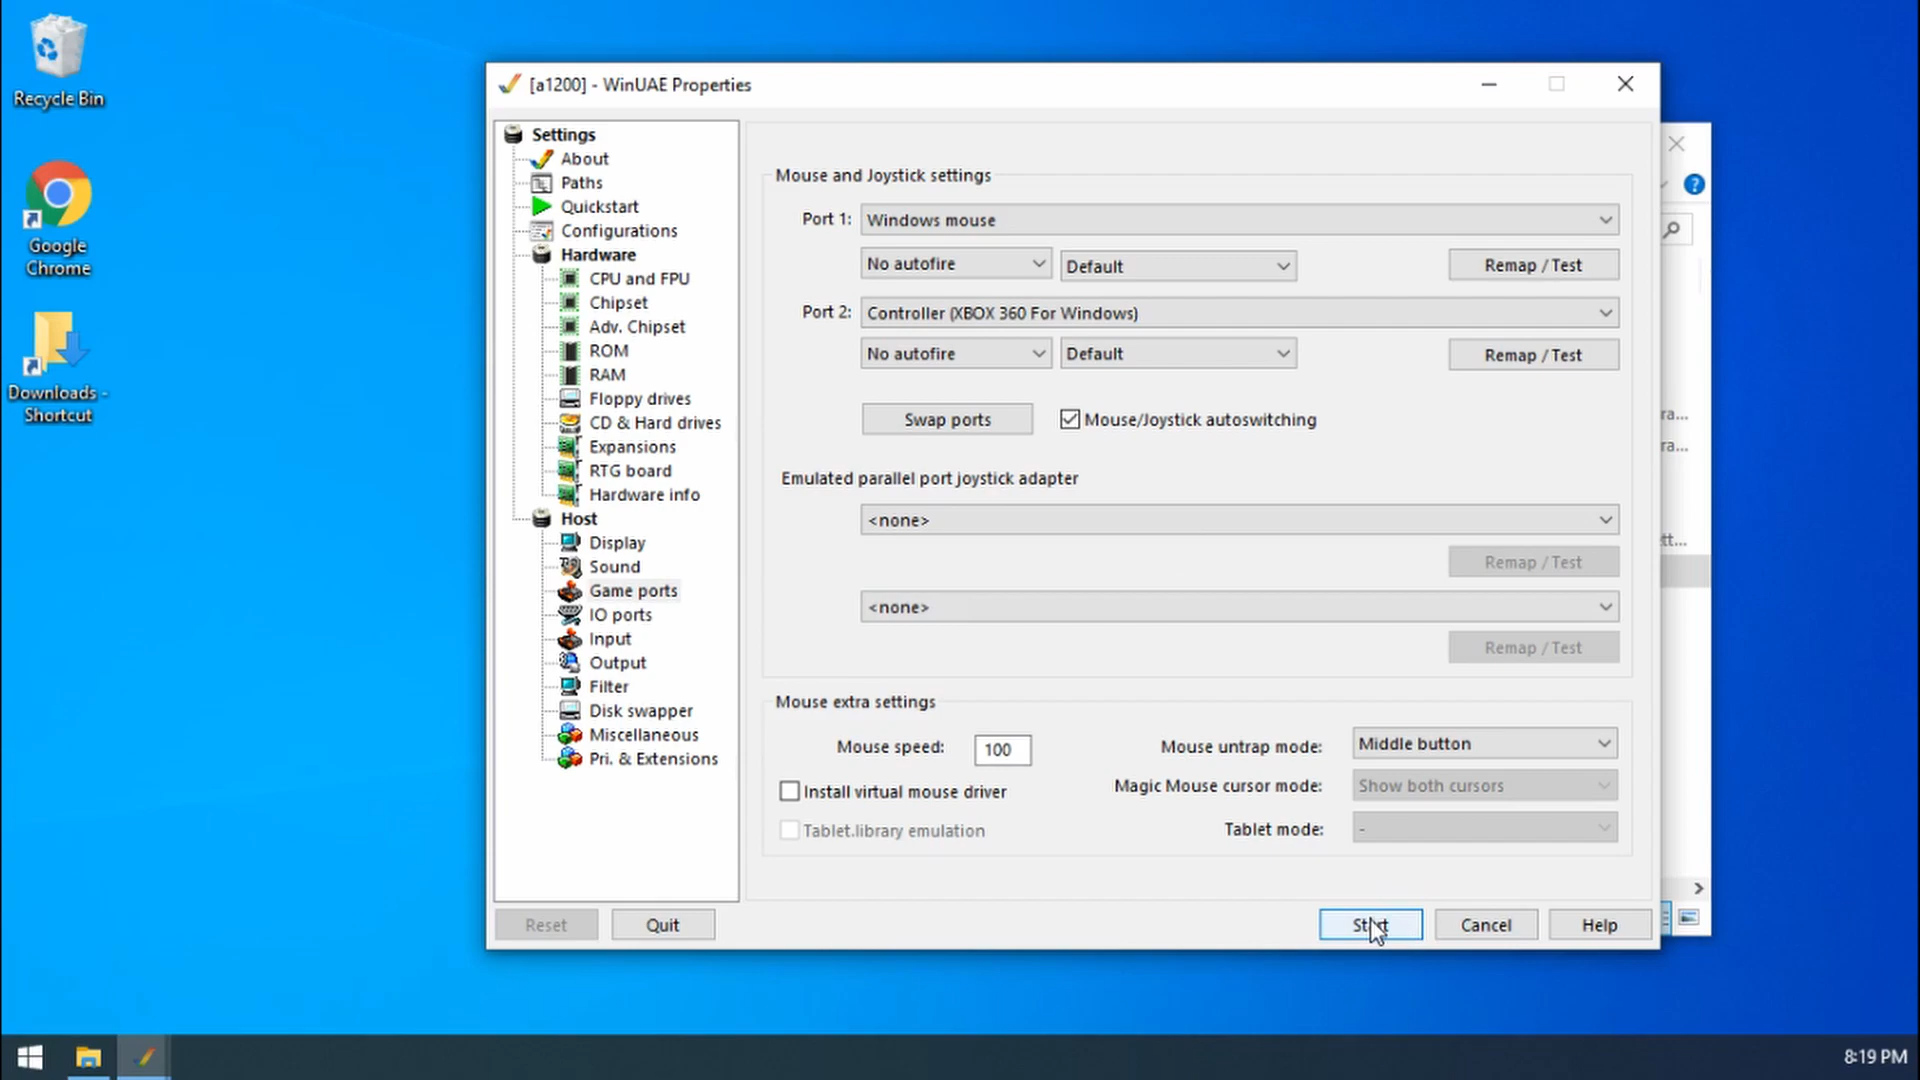 Recycle Bin
Google
Chrome
Downloads -
Shortcut
[a1200] - WinUAE Properties
Settings
About
Paths
Quickstart
Configurations
Hardware
CPU and FPU
Chipset
Adv. Chipset
ROM
RAM
Floppy drives
CD & Hard drives
Expansions
RTG board
Hardware info
Host
Display
Sound
Game ports
IO ports
Input
Output
Filter
Disk swapper
Miscellaneous
Pri. & Extensions
Mouse and Joystick settings
Port 1: Windows mouse
No autofire Default Remap / Test
Port 2: Controller (XBOX 360 For Windows)
No autofire Default Remap / Test
Swap ports Mouse/Joystick autoswitching
Emulated parallel port joystick adapter
<none>
Remap / Test
<none>
Remap / Test
Mouse extra settings
Mouse speed: 100 Mouse untrap mode: Middle button
Install virtual mouse driver Magic Mouse cursor mode: Show both cursors
Tablet.library emulation Tablet mode: -
Reset Quit Start Cancel Help
ra...
ra...
tt...
8:19 PM